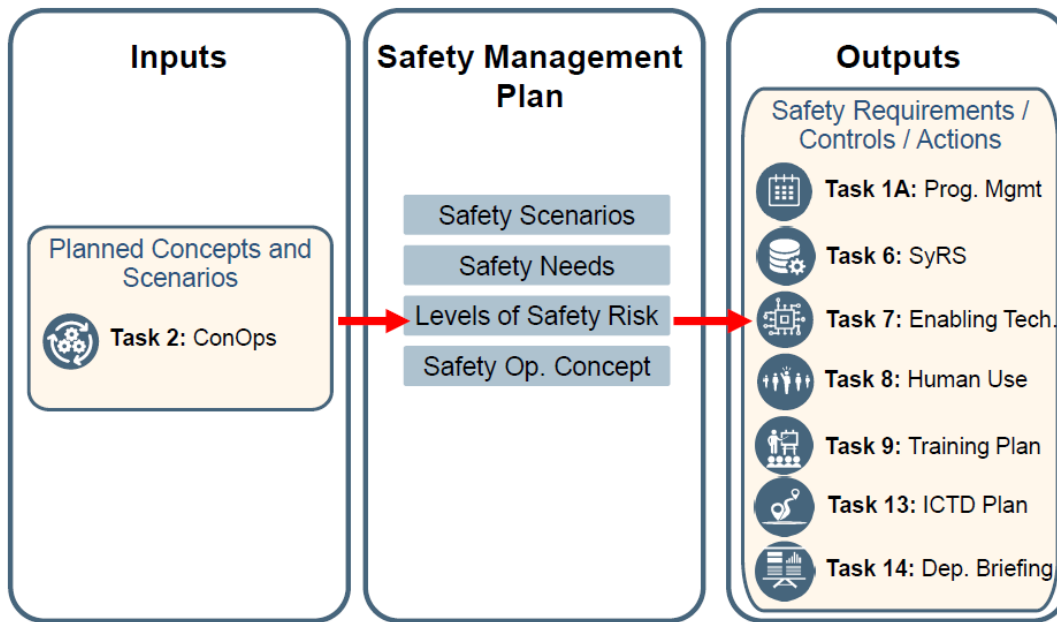 Inputs
Planned Concepts and
Scenarios
Task 2: ConOps
Safety Management
Plan
Safety Scenarios
Safety Needs
Levels of Safety Risk
Safety Op. Concept
Outputs
Safety Requirements /
Controls / Actions
Task 1A: Prog. Mgmt
Task 6: SyRS
Task 7: Enabling Tech.
Task 8: Human Use
Task 9: Training Plan
Task 13: ICTD Plan
Task 14: Dep. Briefing